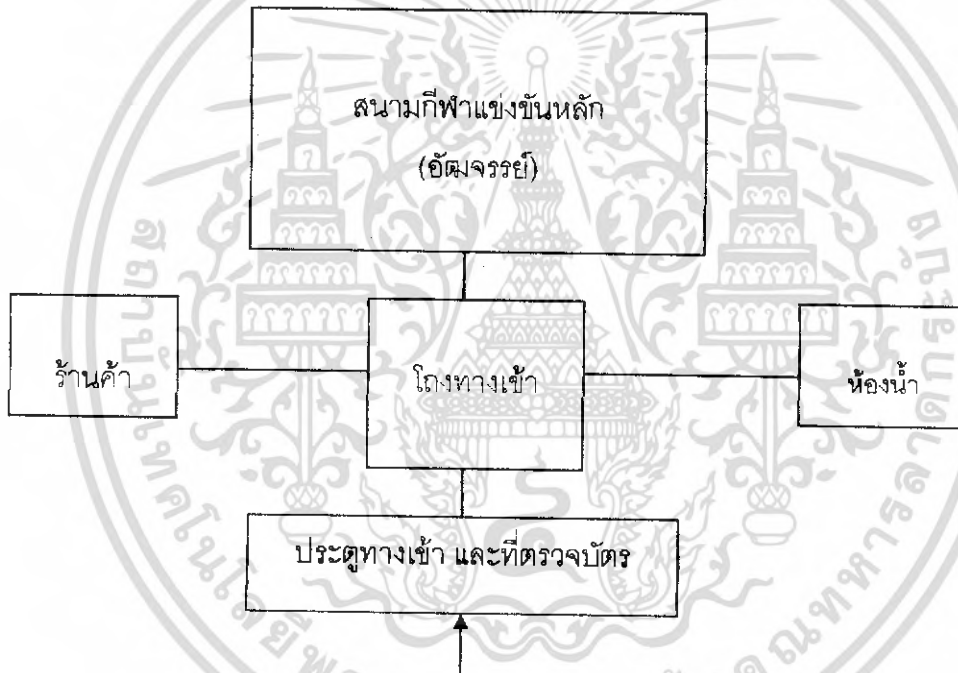 สนามกีฬาแข่งขันหลัก
(อัฒจรรย์)
ร้านค้า
โถงทางเข้า
ห้องน้ำ
ประตูทางเข้า และที่ตรวจบัตร